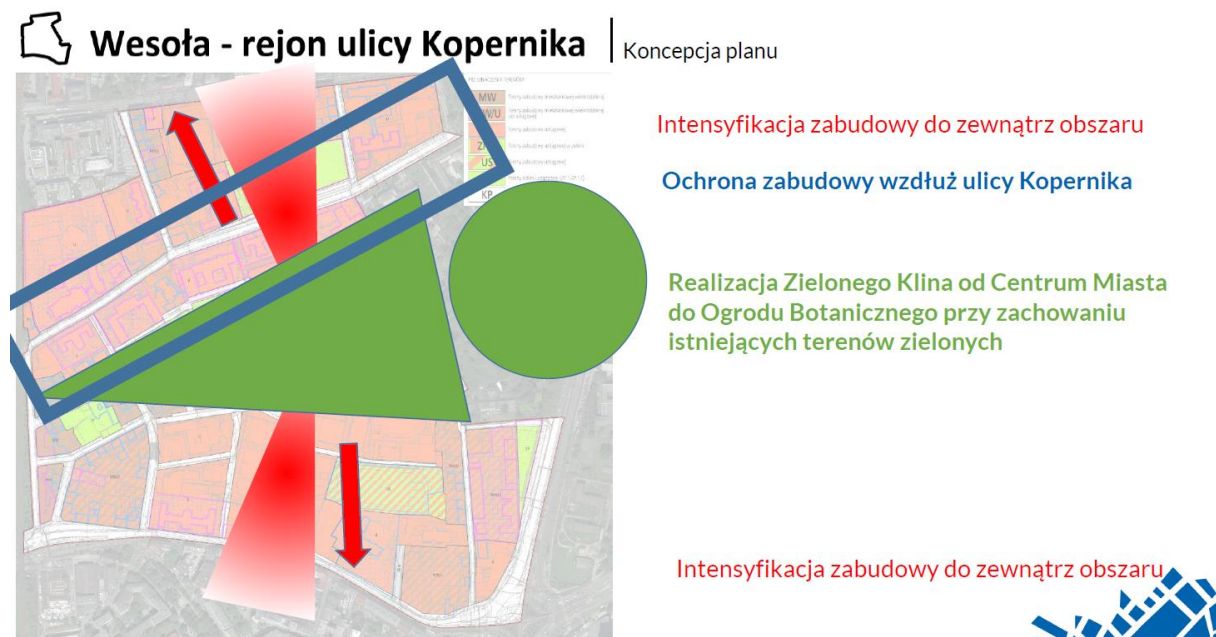 Wesoła - rejon ulicy Kopernika
Koncepcja planu
MW
ZP
US
KP
Intensyfikacja zabudowy do zewnątrz obszaru
Ochrona zabudowy wzdłuż ulicy Kopernika
Realizacja Zielonego Klina od Centrum Miasta
do Ogrodu Botanicznego przy zachowaniu
istniejących terenów zielonych
Intensyfikacja zabudowy do zewnątrz obszaru